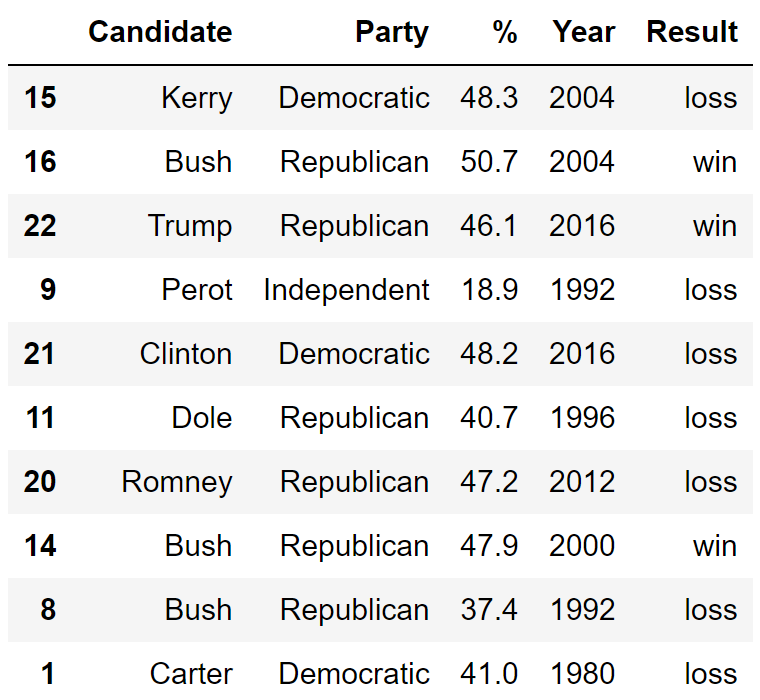 Candidate Party % Year Result
15 Kerry Democratic 48.3 2004 loss
16 Bush Republican 50.7 2004 win
22 Trump Republican 46.1 2016 win
9 Perot Independent 18.9 1992 loss
21 Clinton Democratic 48.2 2016 loss
11 Dole Republican 40.7 1996 loss
20 Romney Republican 47.2 2012 loss
14 Bush Republican 47.9 2000 win
8 Bush Republican 37.4 1992 loss
1 Carter Democratic 41.0 1980 loss